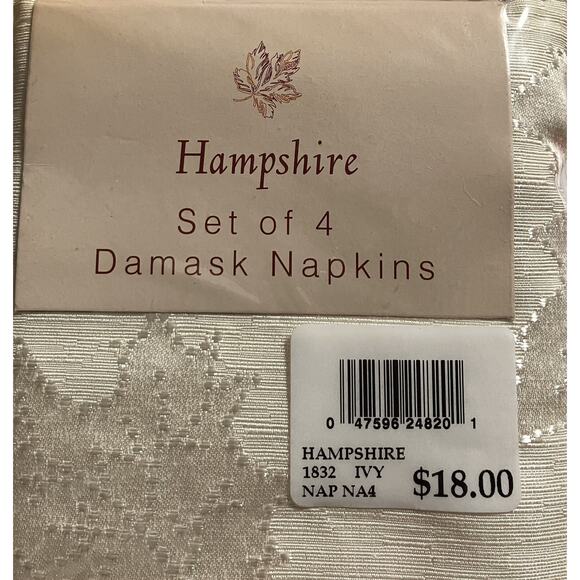 Hampshire
Set of 4
Damask Napkins
0 47596 24820 1
HAMPSHIRE
1832 IVY
NAP NA4 $18.00